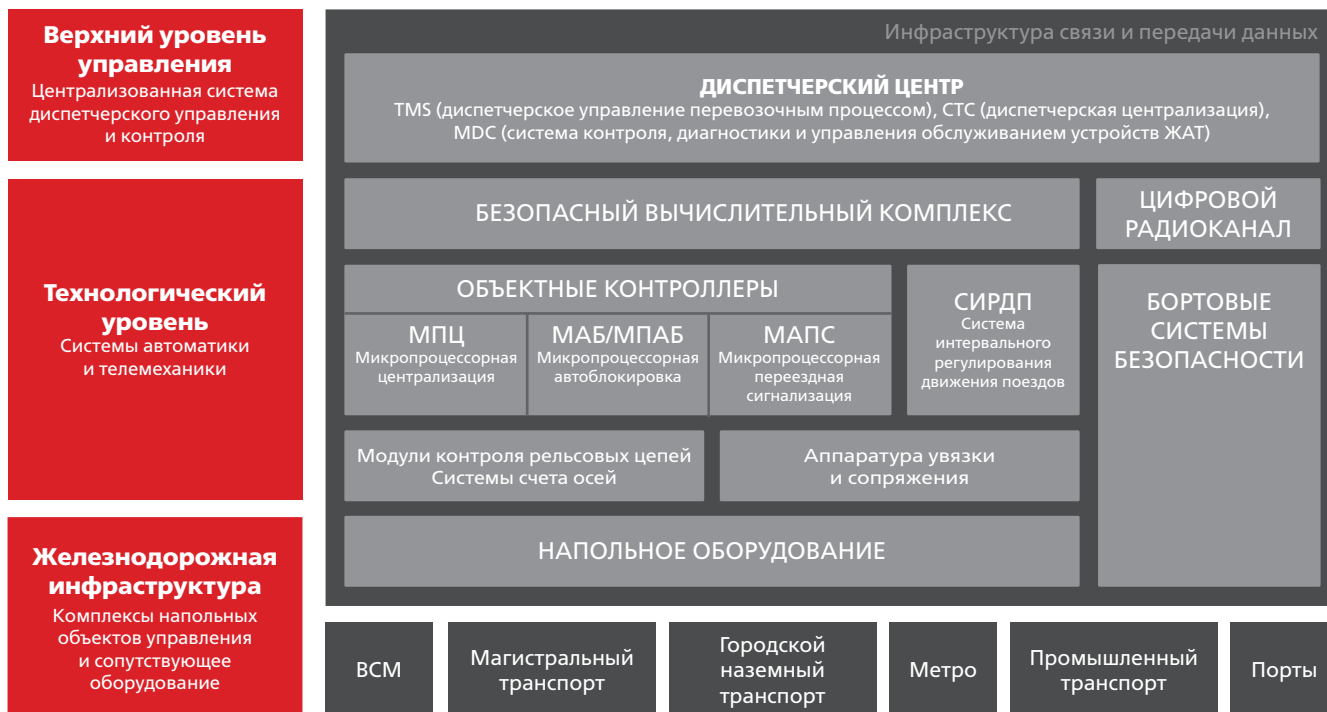 Верхний уровень
управления
Централизованная система
диспетчерского управления
и контроля
Технологический
уровень
Системы автоматики
и телемеханики
Железнодорожная
инфраструктура
Комплексы напольных
объектов управления
и сопутствующее
оборудование
Инфраструктура связи и передачи данных
ДИСПЕТЧЕРСКИЙ ЦЕНТР
TMS (диспетчерское управление перевозочным процессом), СТС (диспетчерская централизация),
MDC (система контроля, диагностики и управления обслуживанием устройств ЖАТ)
БЕЗОПАСНЫЙ ВЫЧИСЛИТЕЛЬНЫЙ КОМПЛЕКС
ЦИФРОВОЙ
РАДИОКАНАЛ
ОБЪЕКТНЫЕ КОНТРОЛЛЕРЫ
МПЦ
Микропроцессорная
централизация
МАБ/МПАБ
Микропроцессорная
автоблокировка
МАПС
Микропроцессорная
переездная
сигнализация
СИРДП
Система
интервального
регулирования
движения поездов
БОРТОВЫЕ
СИСТЕМЫ
БЕЗОПАСНОСТИ
Модули контроля рельсовых цепей
Системы счета осей
Аппаратура увязки
и сопряжения
НАПОЛЬНОЕ ОБОРУДОВАНИЕ
ВСМ
Магистральный
транспорт
Городской
наземный
транспорт
Метро
Промышленный
транспорт
Порты